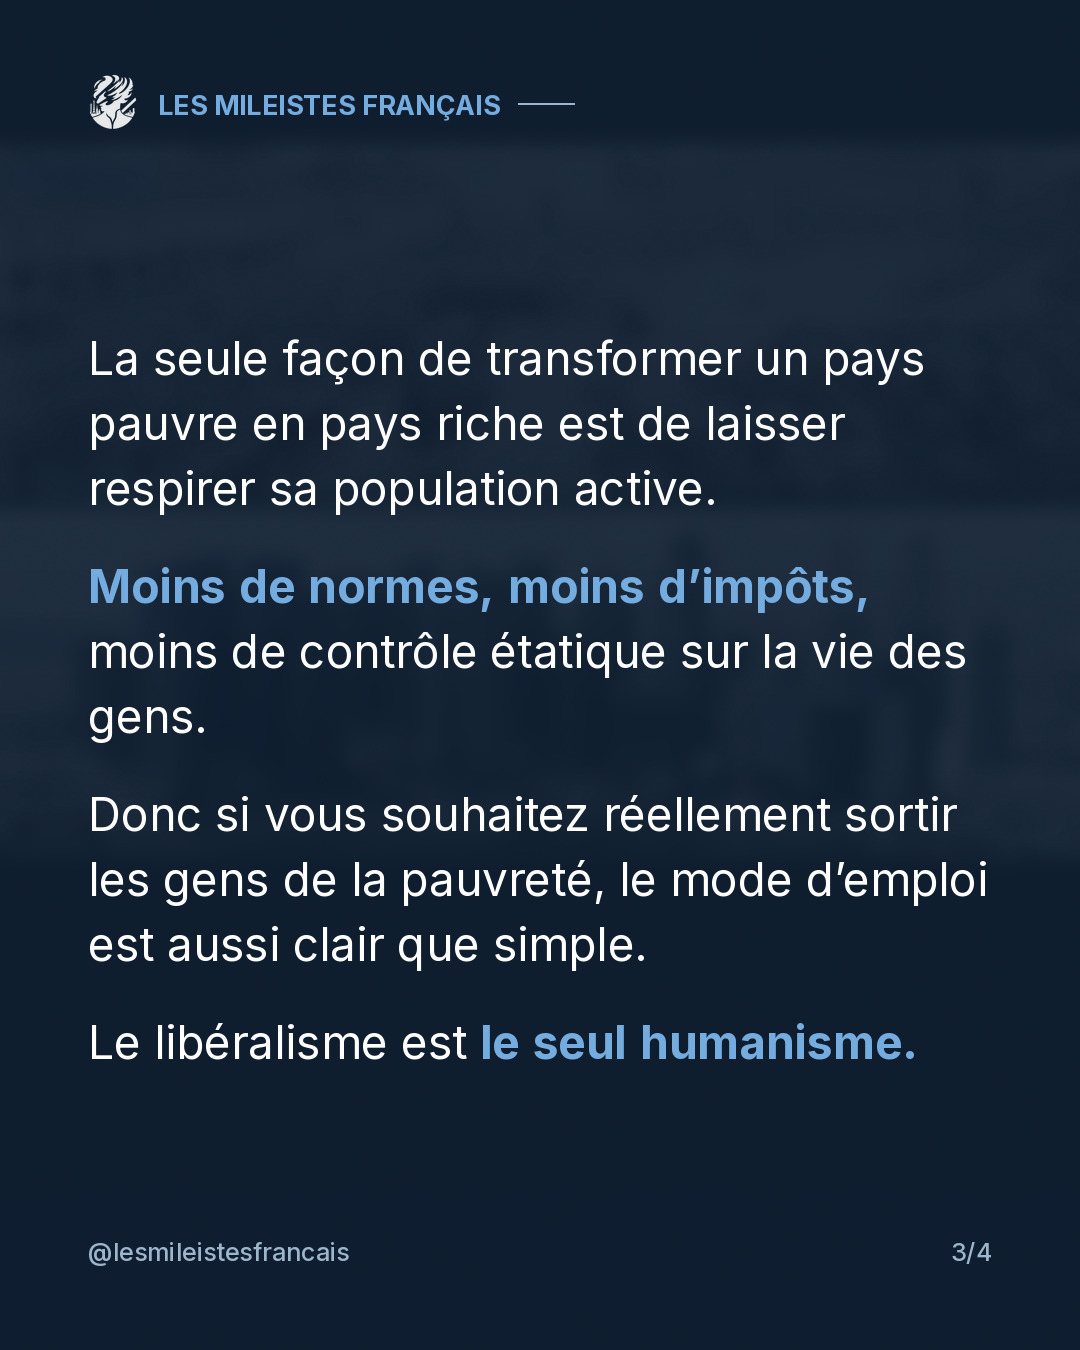 LES MILEISTES FRANÇAIS
La seule façon de transformer un pays
pauvre en pays riche est de laisser
respirer sa population active.
Moins de normes, moins d’impôts,
moins de contrôle étatique sur la vie des
gens.
Donc si vous souhaitez réellement sortir
les gens de la pauvreté, le mode d’emploi
est aussi clair que simple.
Le libéralisme est le seul humanisme.
@lesmileistesfrancais
3/4